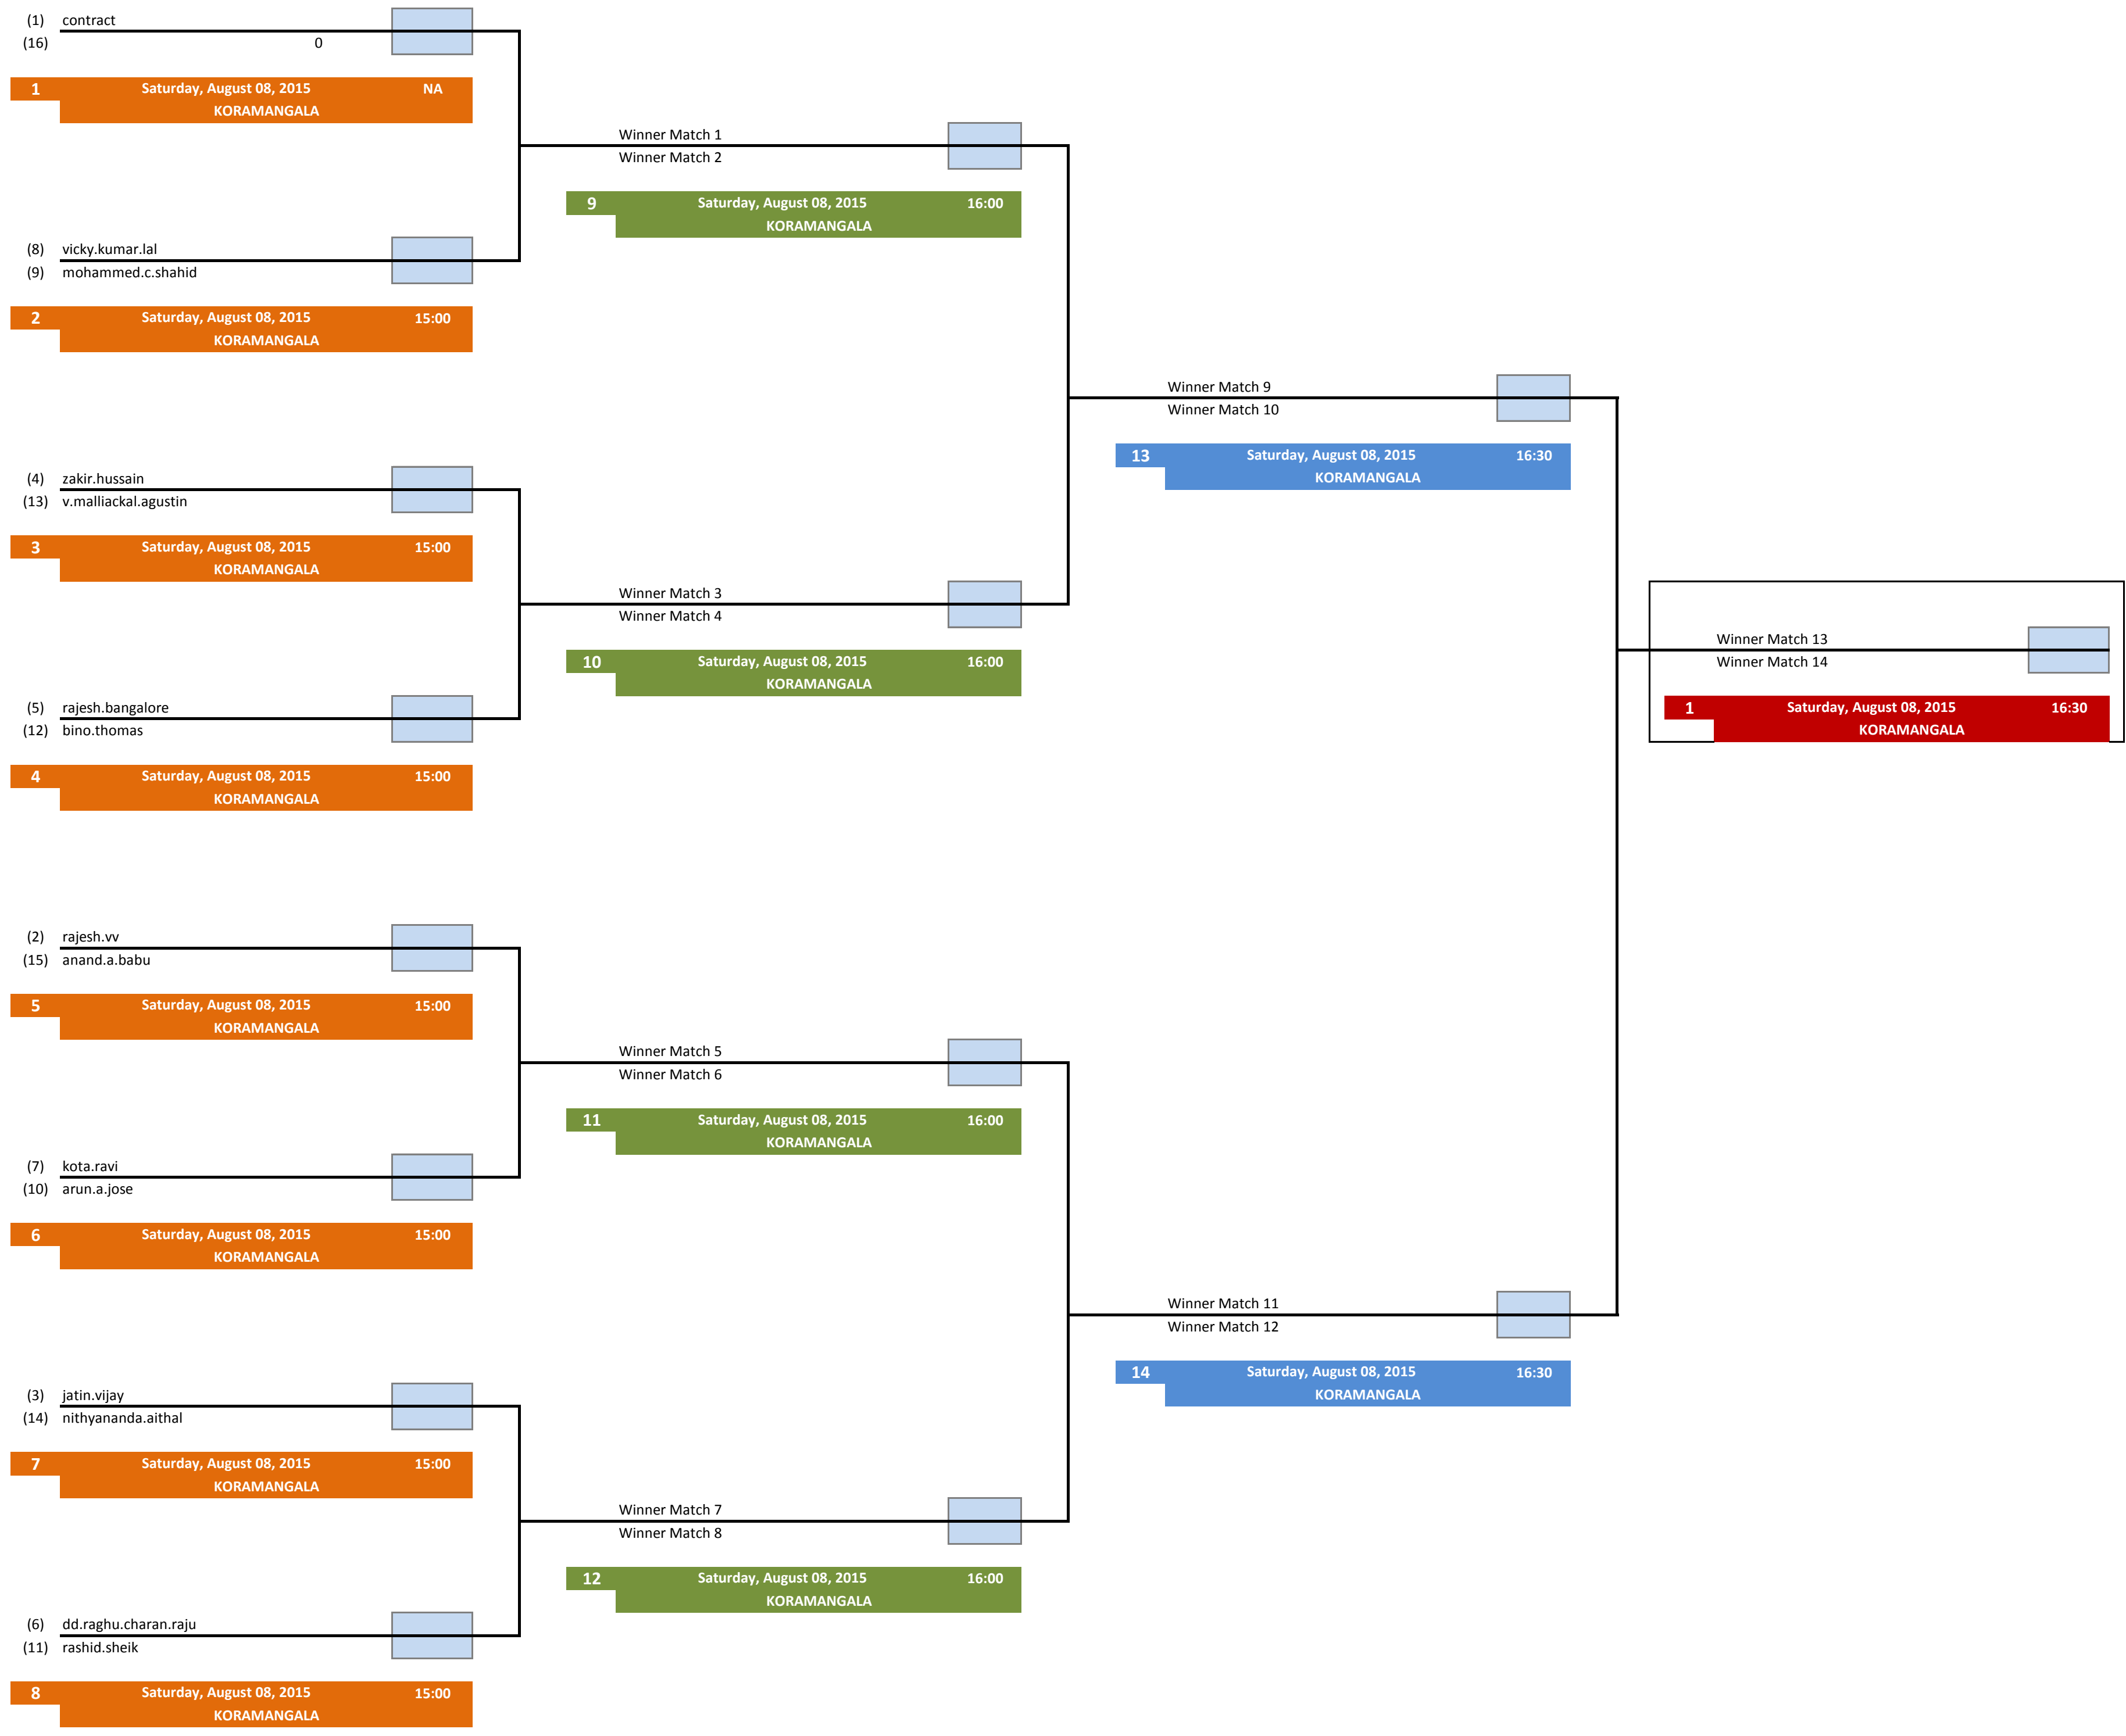 (1) contract
(16) 0
1 Saturday, August 08, 2015 NA
KORAMANGALA
(8) vicky.kumar.lal
(9) mohammed.c.shahid
2 Saturday, August 08, 2015 15:00
KORAMANGALA
(4) zakir.hussain
(13) v.malliackal.agustin
3 Saturday, August 08, 2015 15:00
KORAMANGALA
(5) rajesh.bangalore
(12) bino.thomas
4 Saturday, August 08, 2015 15:00
KORAMANGALA
(2) rajesh.vv
(15) anand.a.babu
5 Saturday, August 08, 2015 15:00
KORAMANGALA
(7) kota.ravi
(10) arun.a.jose
6 Saturday, August 08, 2015 15:00
KORAMANGALA
(3) jatin.vijay
(14) nithyananda.aithal
7 Saturday, August 08, 2015 15:00
KORAMANGALA
(6) dd.raghu.charan.raju
(11) rashid.sheik
8 Saturday, August 08, 2015 15:00
KORAMANGALA
Winner Match 1
Winner Match 2
9 Saturday, August 08, 2015 16:00
KORAMANGALA
Winner Match 3
Winner Match 4
10 Saturday, August 08, 2015 16:00
KORAMANGALA
Winner Match 5
Winner Match 6
11 Saturday, August 08, 2015 16:00
KORAMANGALA
Winner Match 7
Winner Match 8
12 Saturday, August 08, 2015 16:00
KORAMANGALA
Winner Match 9
Winner Match 10
13 Saturday, August 08, 2015 16:30
KORAMANGALA
Winner Match 11
Winner Match 12
14 Saturday, August 08, 2015 16:30
KORAMANGALA
Winner Match 13
Winner Match 14
1 Saturday, August 08, 2015 16:30
KORAMANGALA